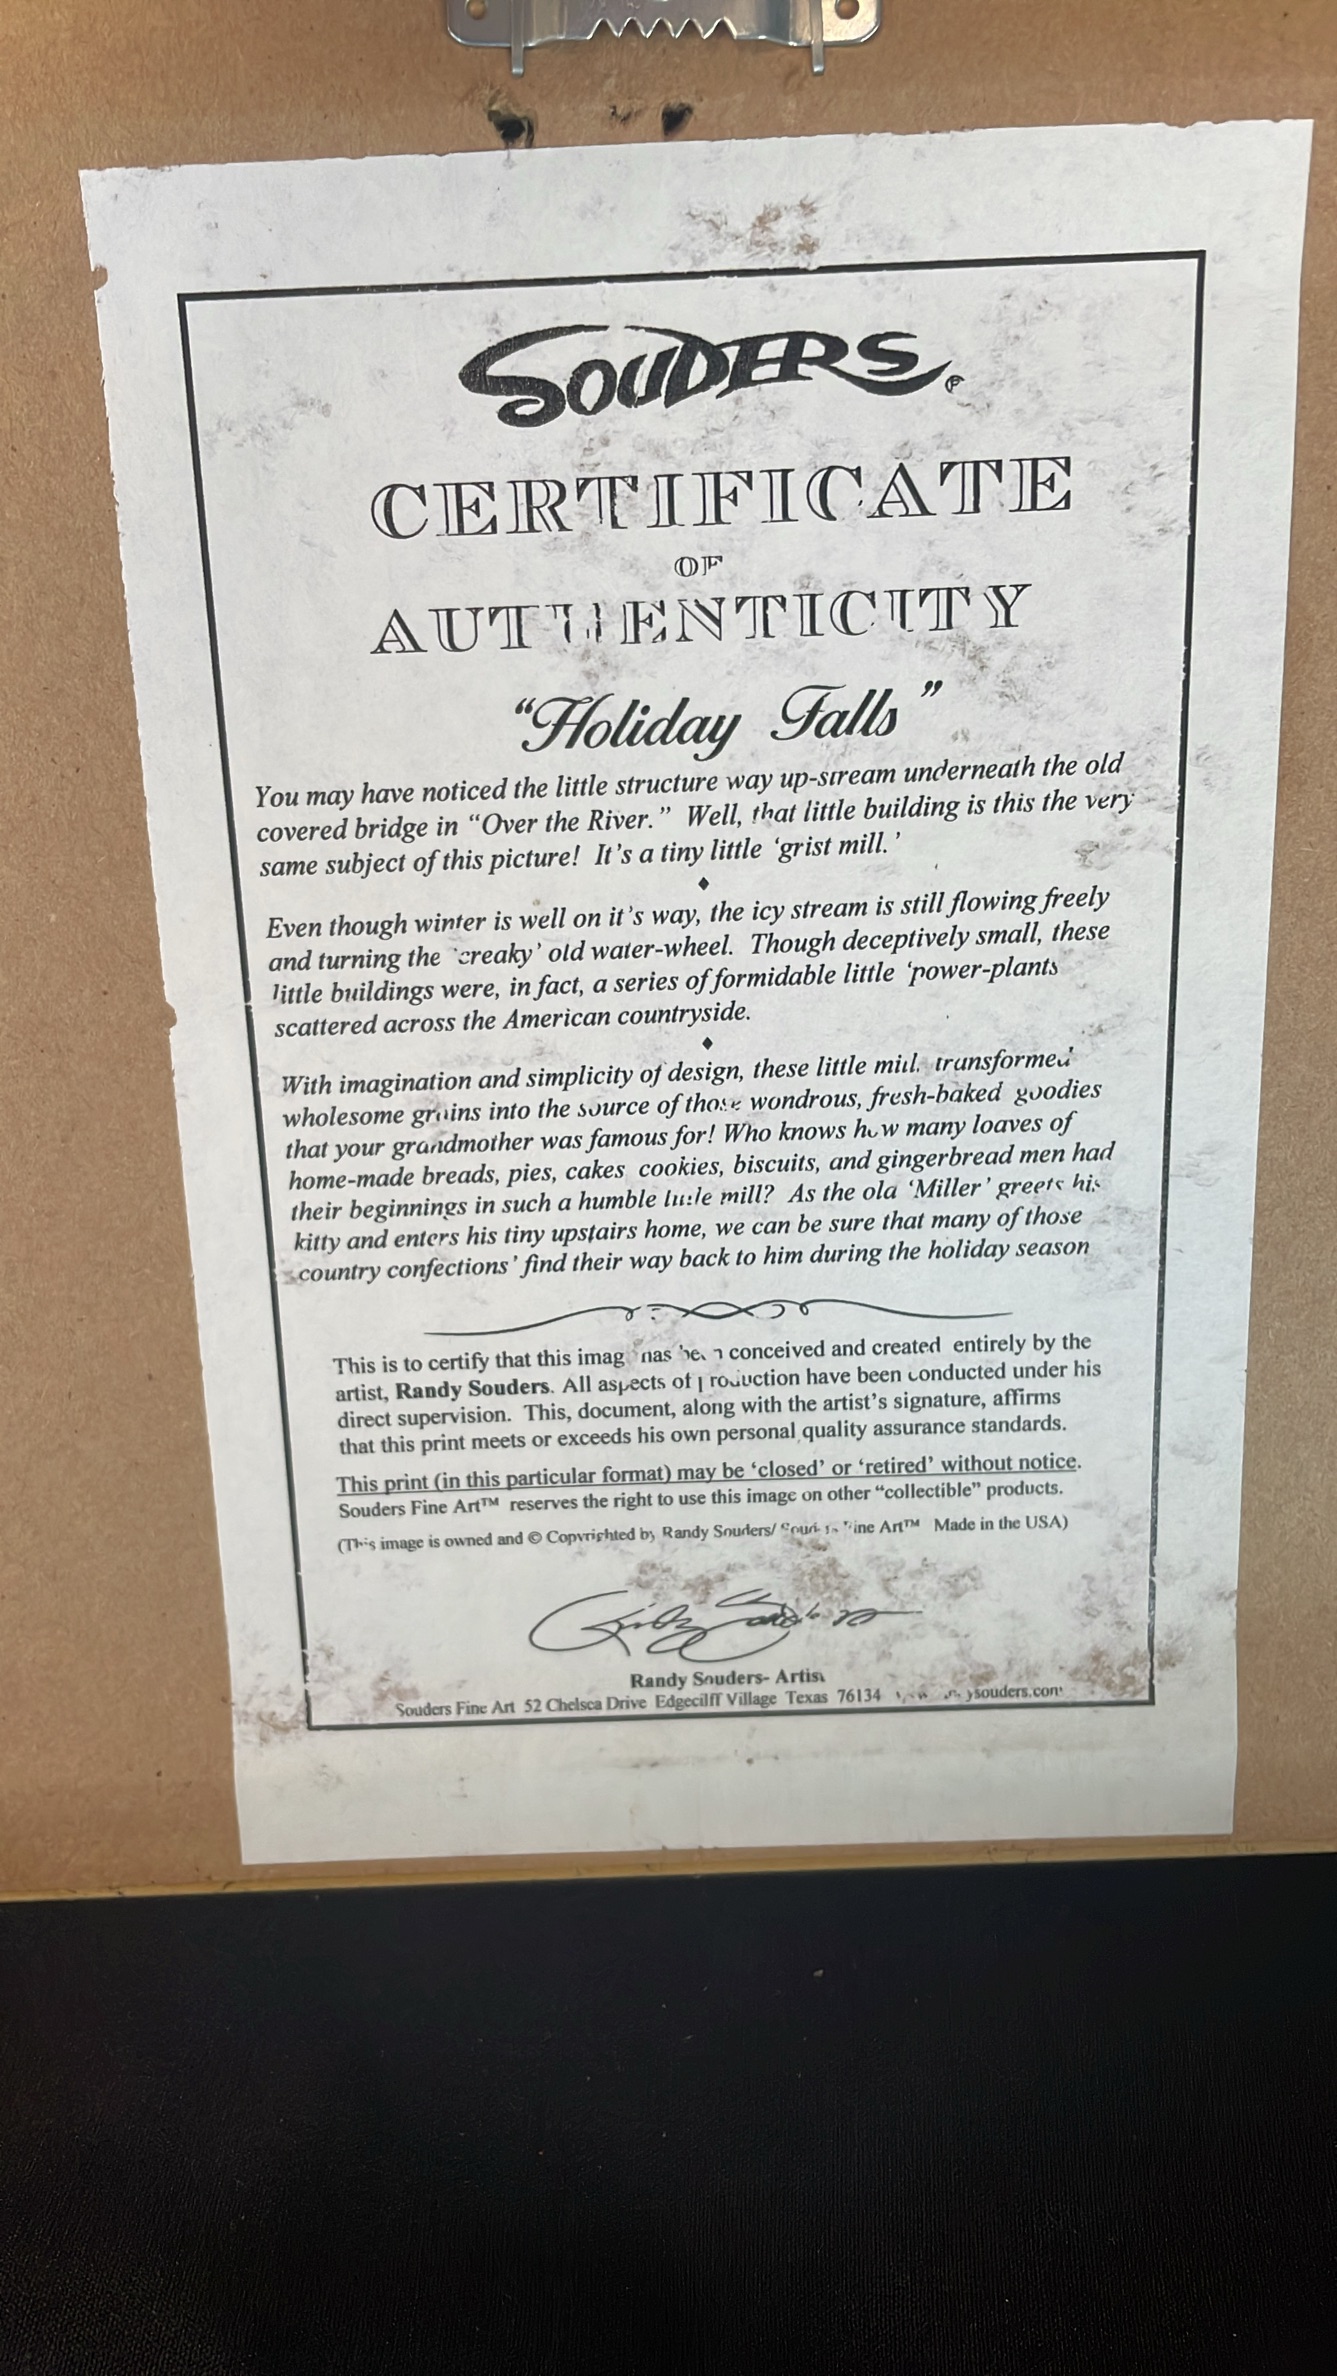 SOUDERS ®
CERTIFICATE
OF
AUTHENTICITY
“Holiday Falls”
You may have noticed the little structure way up-stream underneath the old
covered bridge in “Over the River.” Well, that little building is this the very
same subject of this picture! It’s a tiny little ‘grist mill.’
Even though winter is well on it’s way, the icy stream is still flowing freely
and turning the ‘creaky’ old water-wheel. Though deceptively small, these
little buildings were, in fact, a series of formidable little ‘power-plants
scattered across the American countryside.
With imagination and simplicity of design, these little mill transformed
wholesome grains into the source of those wondrous, fresh-baked goodies
that your grandmother was famous for! Who knows how many loaves of
home-made breads, pies, cakes cookies, biscuits, and gingerbread men had
their beginnings in such a humble little mill? As the old ‘Miller’ greets his
kitty and enters his tiny upstairs home, we can be sure that many of those
country confections’ find their way back to him during the holiday season
This is to certify that this imag has been conceived and created entirely by the
artist, Randy Souders. All aspects of production have been conducted under his
direct supervision. This, document, along with the artist’s signature, affirms
that this print meets or exceeds his own personal quality assurance standards.
This print (in this particular format) may be ‘closed’ or ‘retired’ without notice.
Souders Fine Art™ reserves the right to use this image on other “collectible” products.
(This image is owned and © Copyrighted by Randy Souders/ Souders Fine Art™ Made in the USA)
Randy Souders
Randy Souders- Artist
Souders Fine Art 52 Chelsea Drive Edgecilff Village Texas 76134